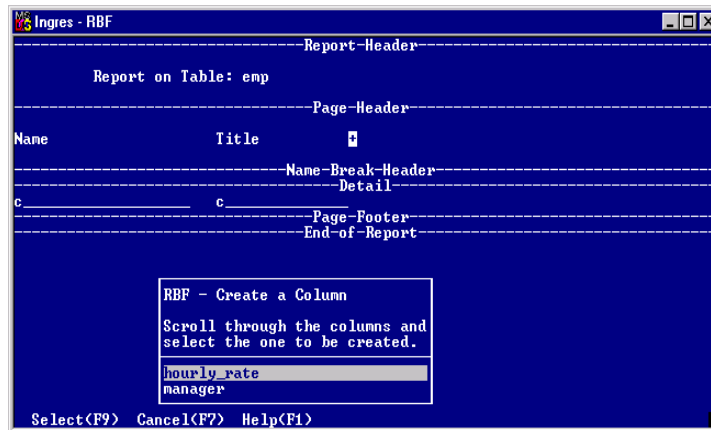 Ingres - RBF
Report-Header
Report on Table: emp
Page-Header
Name Title +
Name-Break-Header
Detail
c_____________________ c_______________
Page-Footer
End-of-Report
RBF - Create a Column
Scroll through the columns and
select the one to be created.
hourly_rate
manager
Select(F9) Cancel(F7) Help(F1)